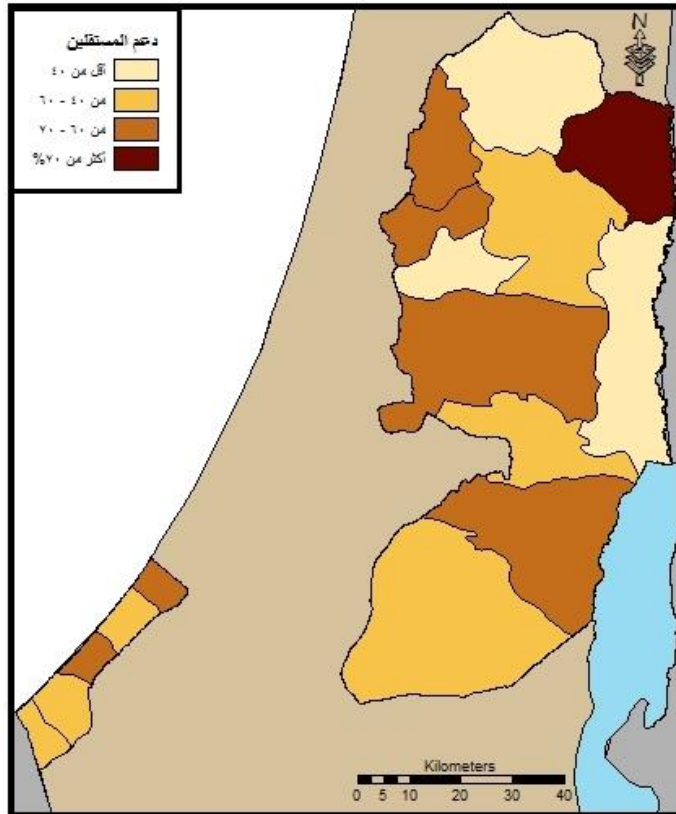 دعم المستقلين
أقل من ٤٠
من ٤٠ - ٦٠
من ٦٠ - ٧٠
أكثر من ٧٠%
N
Kilometers
0 5 10 20 30 40